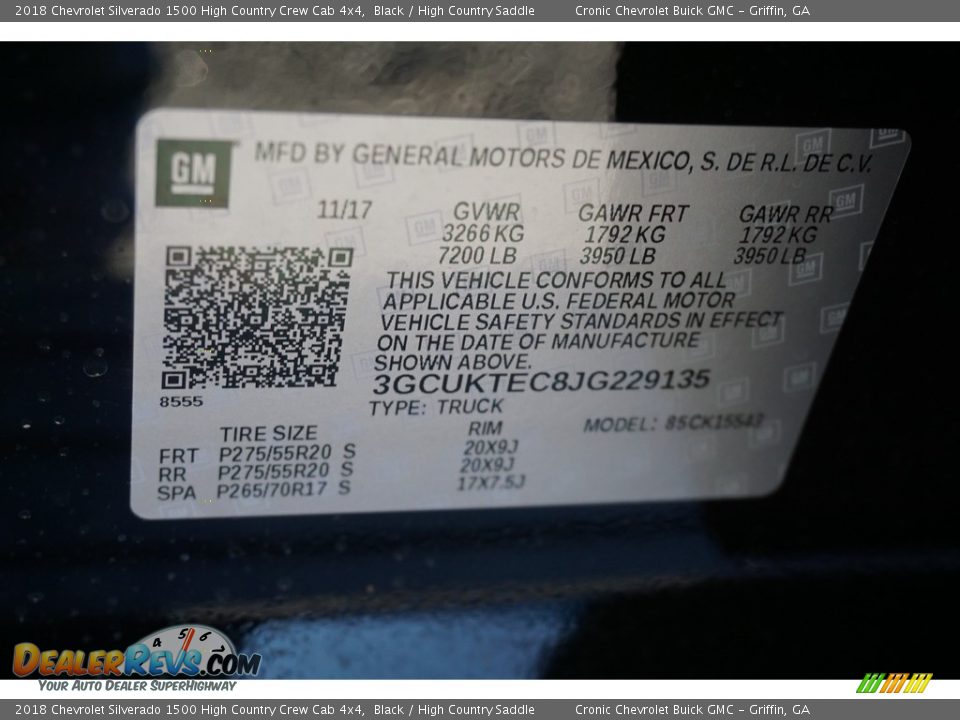 2018 Chevrolet Silverado 1500 High Country Crew Cab 4x4, Black / High Country Saddle Cronic Chevrolet Buick GMC - Griffin, GA
GM MFD BY GENERAL MOTORS DE MEXICO, S. DE R.L. DE C.V.
11/17 GVWR GAWR FRT GAWR RR
3266 KG 1792 KG 1792 KG
7200 LB 3950 LB 3950 LB
THIS VEHICLE CONFORMS TO ALL
APPLICABLE U.S. FEDERAL MOTOR
VEHICLE SAFETY STANDARDS IN EFFECT
ON THE DATE OF MANUFACTURE
SHOWN ABOVE.
3GCUKTEC8JG229135
8555
TYPE: TRUCK
MODEL:
TIRE SIZE RIM
FRT P275/55R20 S 20X9J
RR P275/55R20 S 20X9J
SPA P265/70R17 S 17X7.5J
DEALERREVS.COM
4 5 6
YOUR AUTO DEALER SUPERHIGHWAY
2018 Chevrolet Silverado 1500 High Country Crew Cab 4x4, Black / High Country Saddle Cronic Chevrolet Buick GMC - Griffin, GA